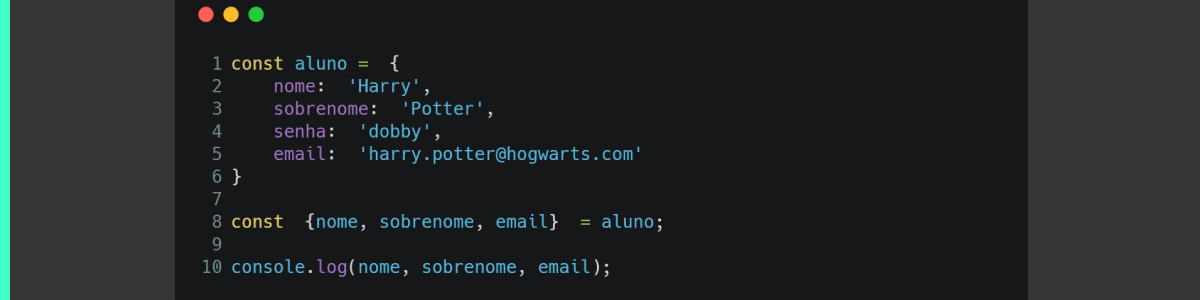 1 const aluno =  {
2     nome:  'Harry',
3     sobrenome:  'Potter',
4     senha:  'dobby',
5     email:  'harry.potter@hogwarts.com'
6 }
7
8 const  {nome, sobrenome, email}  = aluno;
9
10 console.log(nome, sobrenome, email);